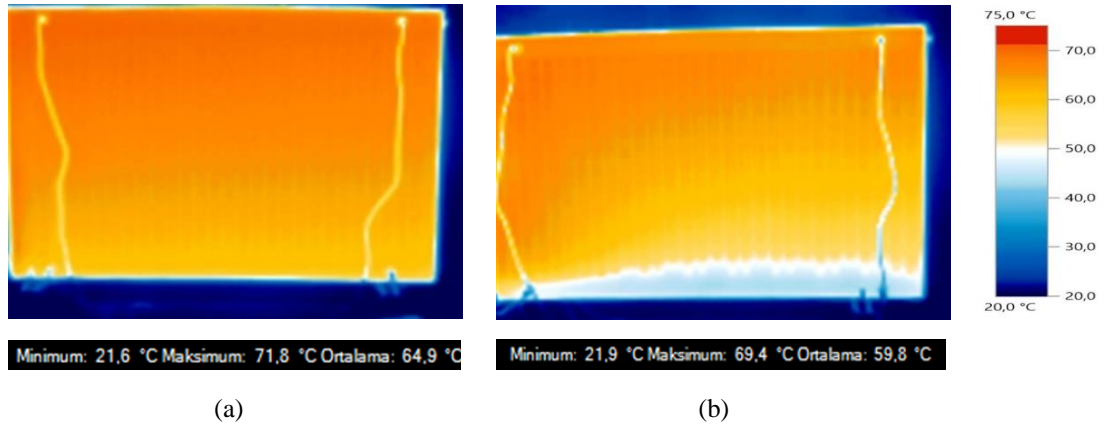 75,0 °C
70,0
60,0
50,0
40,0
30,0
20,0
20,0 °C
Minimum: 21,6 °C Maksimum: 71,8 °C Ortalama: 64,9 °C
Minimum: 21,9 °C Maksimum: 69,4 °C Ortalama: 59,8 °C
(a)
(b)